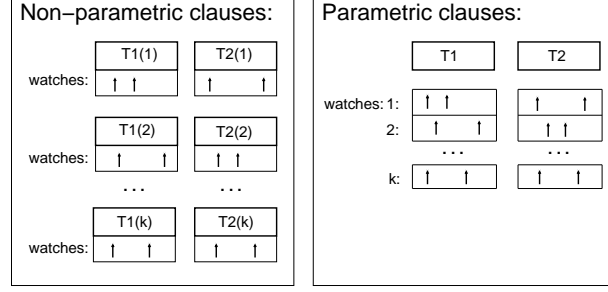 Non−parametric clauses:
T1(1) T2(1)
watches:
T1(2) T2(2)
watches:
... ...
T1(k) T2(k)
watches:
Parametric clauses:
T1 T2
watches: 1:
2:
... ...
k: